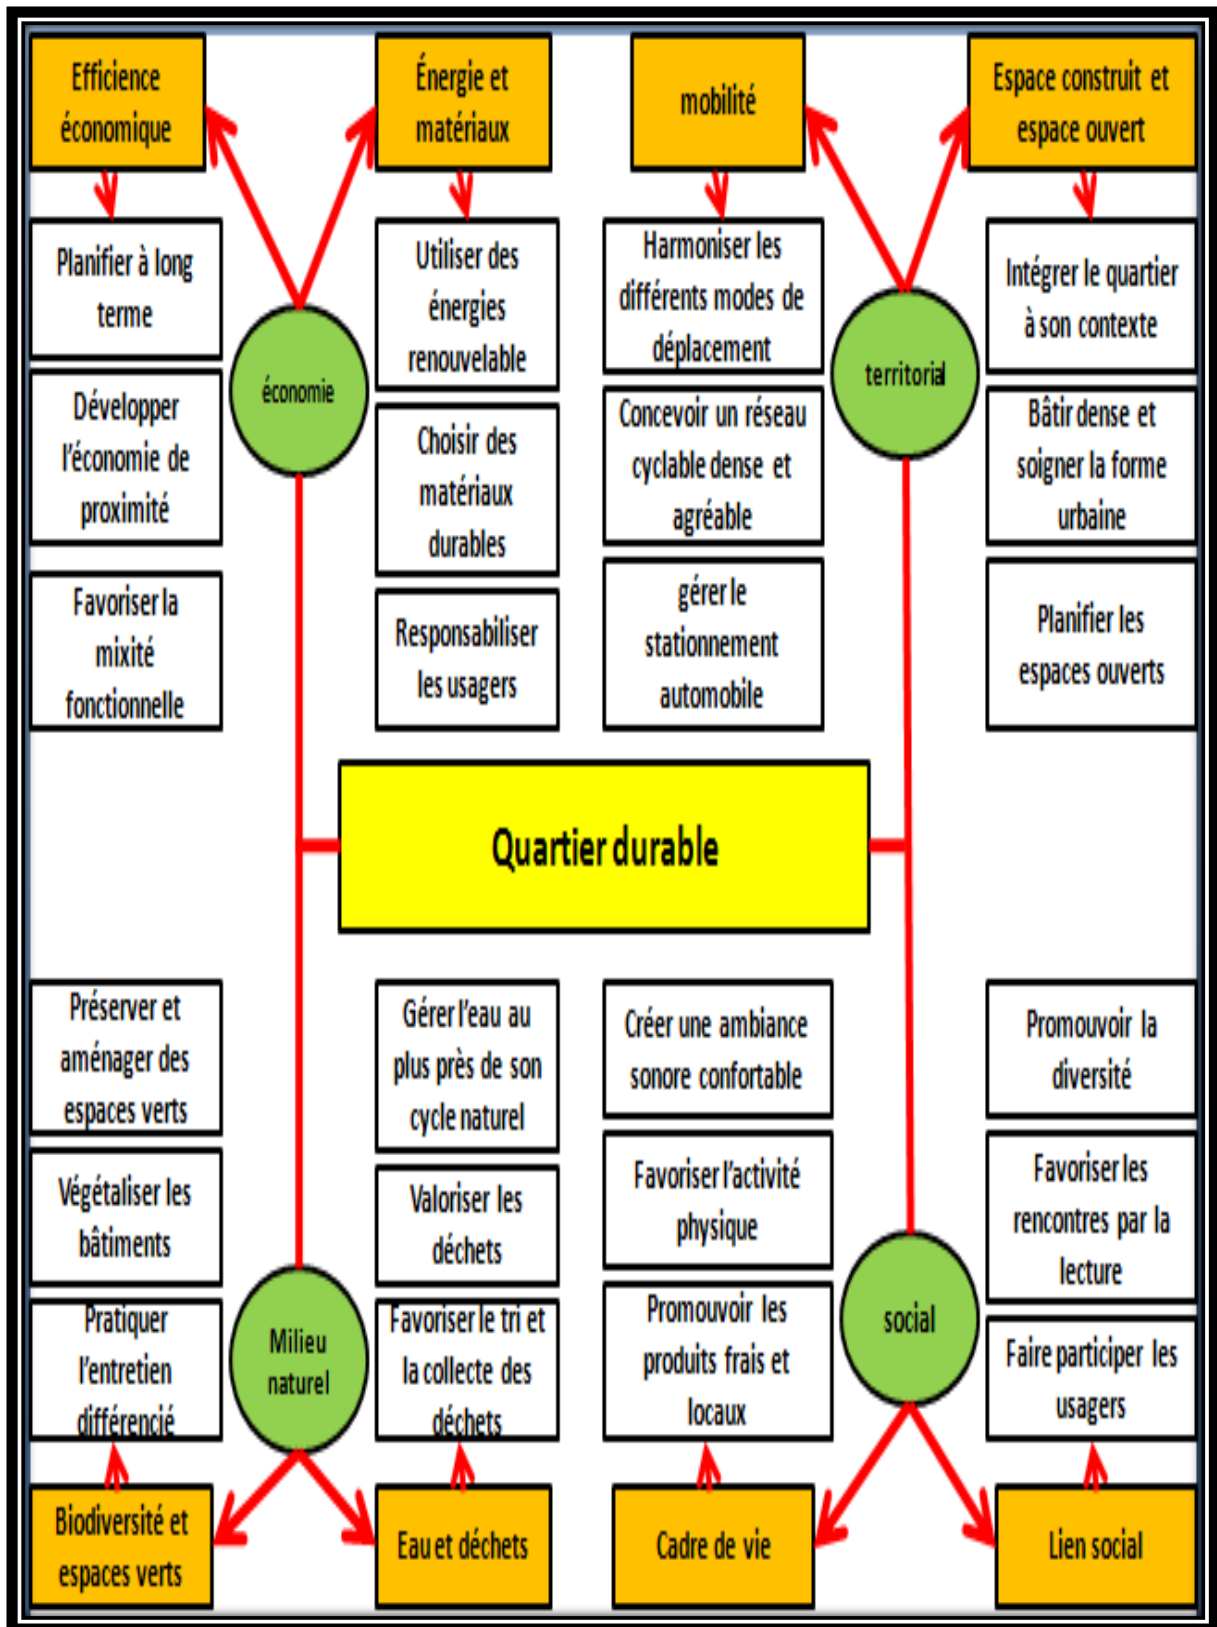 Efficience
économique
Énergie et
matériaux
mobilité
Espace construit et
espace ouvert
Planifier à long
terme
Développer
l'économie de
proximité
Favoriser la
mixité
fonctionnelle
économie
Utiliser des
énergies
renouvelable
Choisir des
matériaux
durables
Responsabiliser
les usagers
Harmoniser les
différents modes de
déplacement
Concevoir un réseau
cyclable dense et
agréable
gérer le
stationnement
automobile
territorial
Intégrer le quartier
à son contexte
Bâtir dense et
soigner la forme
urbaine
Planifier les
espaces ouverts
Quartier durable
Préserver et
aménager des
espaces verts
Végétaliser les
bâtiments
Pratiquer
l'entretien
différencié
Milieu
naturel
Gérer l'eau au
plus près de son
cycle naturel
Valoriser les
déchets
Favoriser le tri et
la collecte des
déchets
Créer une ambiance
sonore confortable
Favoriser l'activité
physique
Promouvoir les
produits frais et
locaux
social
Promouvoir la
diversité
Favoriser les
rencontres par la
lecture
Faire participer les
usagers
Biodiversité et
espaces verts
Eau et déchets
Cadre de vie
Lien social